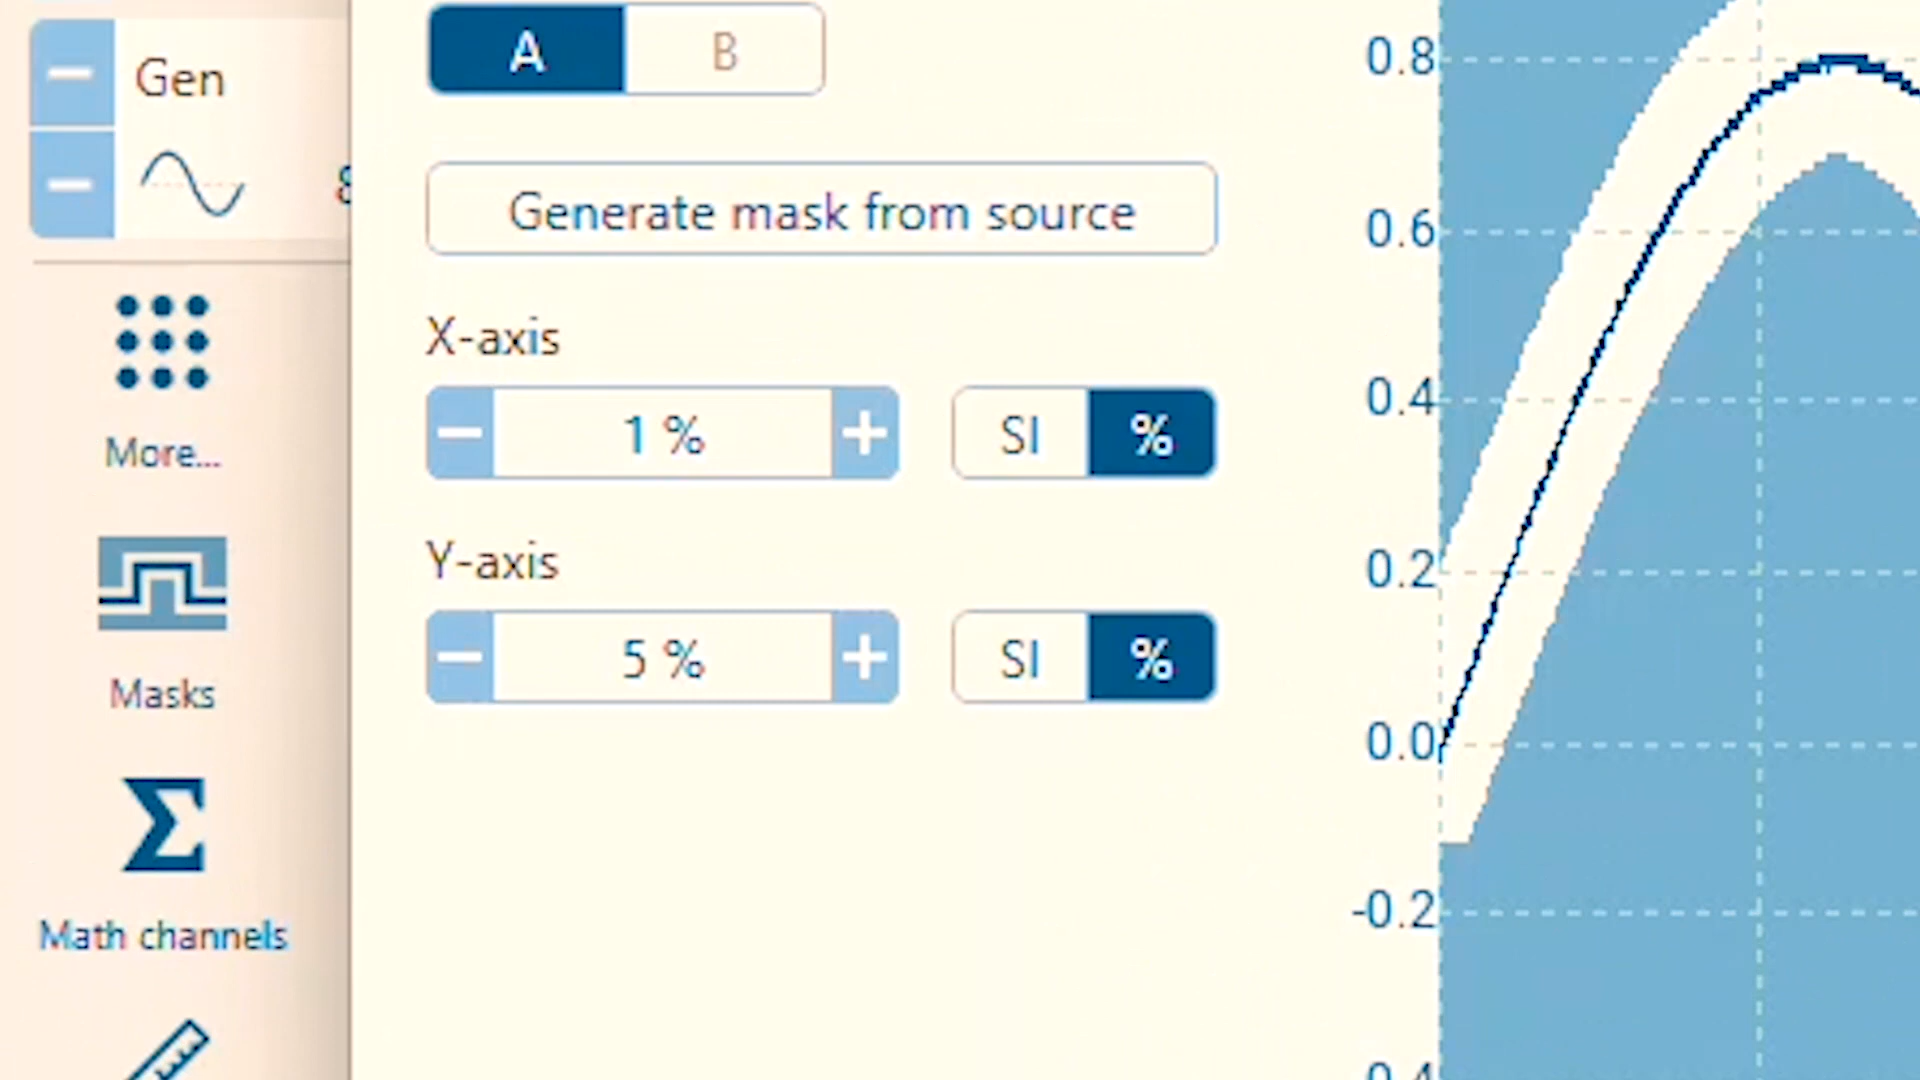 A B
Gen
8
Generate mask from source
X-axis
1 % SI %
More...
Y-axis
5 % SI %
Masks
Math channels
0.8
0.6
0.4
0.2
0.0
-0.2